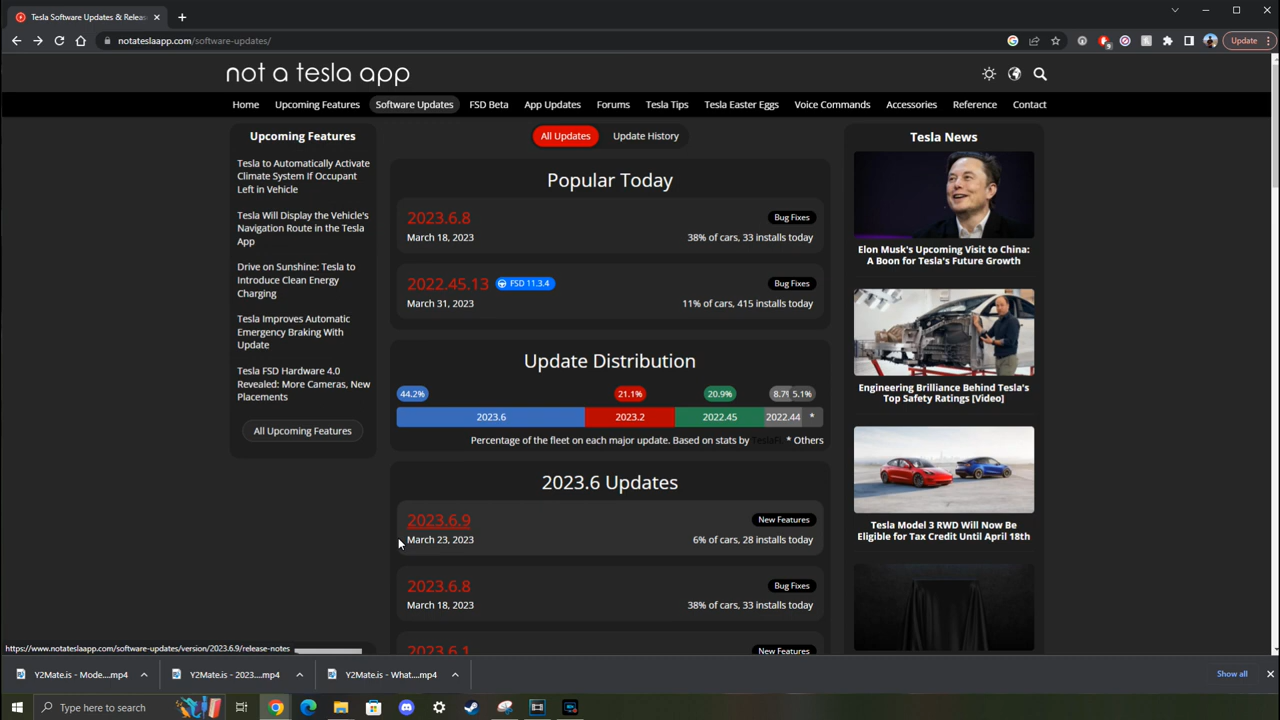 Tesla Software Updates & Releas
notateslaapp.com/software-updates/
Update
not a tesla app
Home
Upcoming Features
Software Updates
FSD Beta
App Updates
Forums
Tesla Tips
Tesla Easter Eggs
Voice Commands
Accessories
Reference
Contact
Upcoming Features
Tesla to Automatically Activate
Climate System If Occupant
Left in Vehicle
Tesla Will Display the Vehicle's
Navigation Route in the Tesla
App
Drive on Sunshine: Tesla to
Introduce Clean Energy
Charging
Tesla Improves Automatic
Emergency Braking With
Update
Tesla FSD Hardware 4.0
Revealed: More Cameras, New
Placements
All Upcoming Features
All Updates
Update History
Popular Today
2023.6.8
Bug Fixes
March 18, 2023
38% of cars, 33 installs today
2022.45.13
FSD 11.3.4
Bug Fixes
March 31, 2023
11% of cars, 415 installs today
Update Distribution
44.2%
21.1%
20.9%
8.7%
5.1%
2023.6
2023.2
2022.45
2022.44
*
Percentage of the fleet on each major update. Based on stats by TeslaFi. * Others
2023.6 Updates
2023.6.9
New Features
March 23, 2023
6% of cars, 28 installs today
2023.6.8
Bug Fixes
March 18, 2023
38% of cars, 33 installs today
2023.6.1
New Features
Tesla News
Elon Musk's Upcoming Visit to China:
A Boon for Tesla's Future Growth
Engineering Brilliance Behind Tesla's
Top Safety Ratings [Video]
Tesla Model 3 RWD Will Now Be
Eligible for Tax Credit Until April 18th
https://www.notateslaapp.com/software-updates/version/2023.6.9/release-notes
Y2Mate.is - Mode....mp4
Y2Mate.is - 2023....mp4
Y2Mate.is - What....mp4
Show all
Type here to search